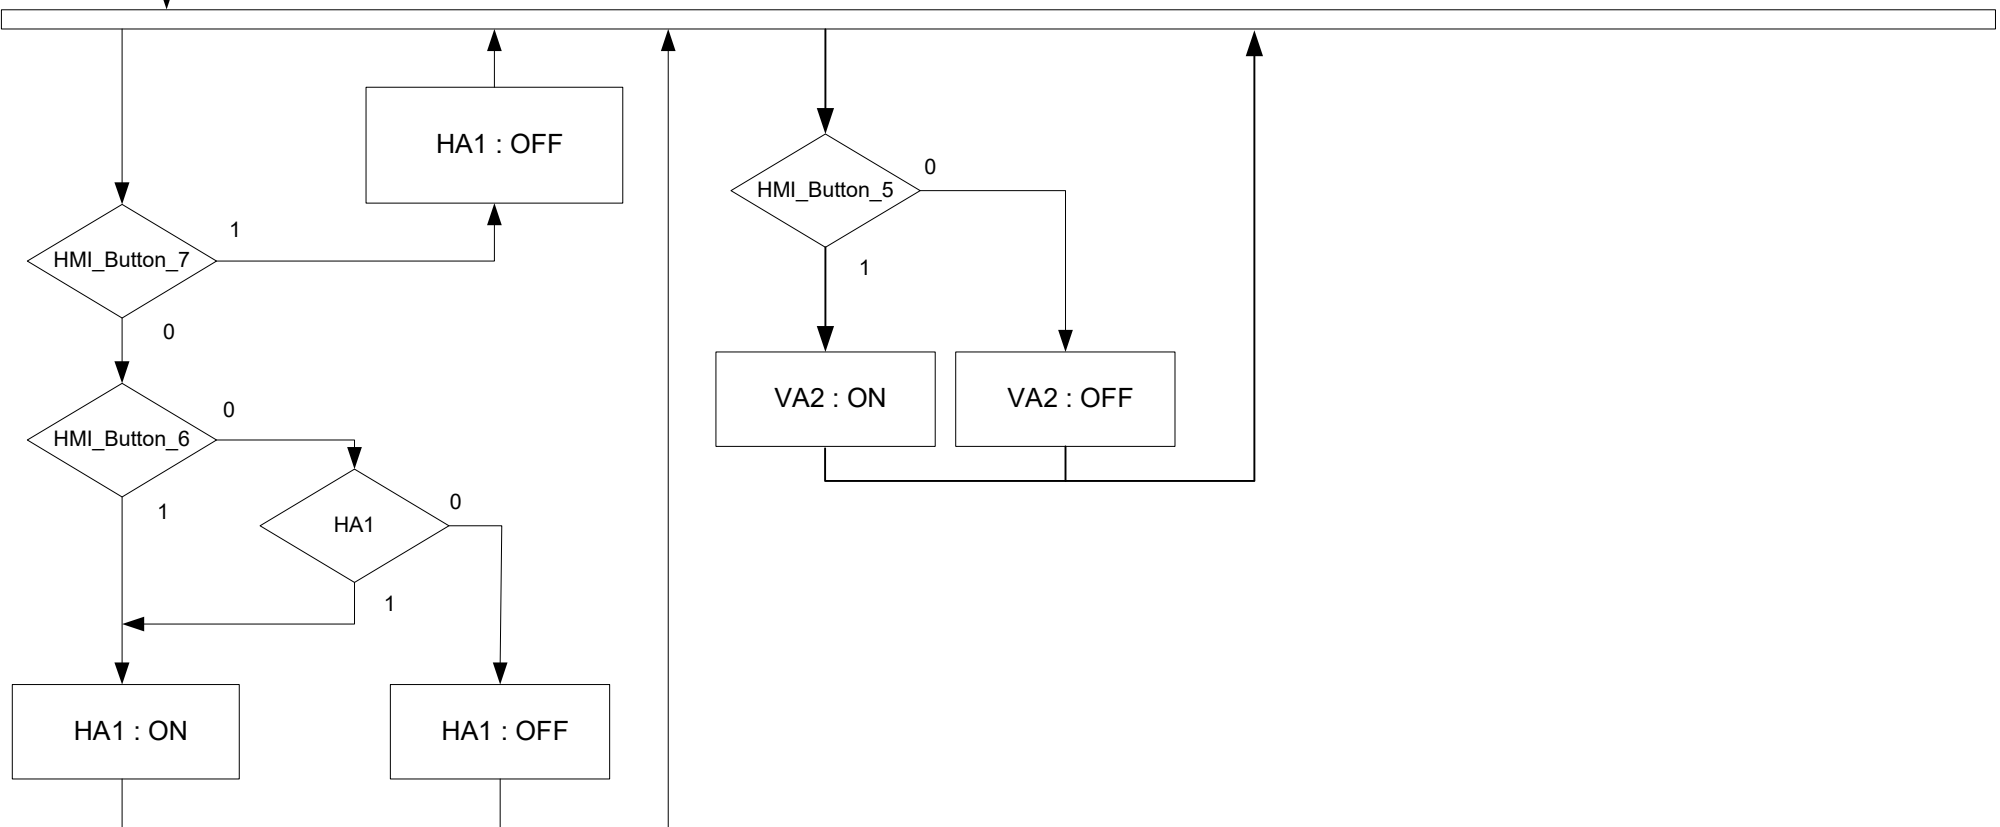 HA1 : OFF
HMI_Button_7
1
0
HMI_Button_6
0
1
HA1
0
1
HA1 : ON
HA1 : OFF
HMI_Button_5
0
1
VA2 : ON
VA2 : OFF